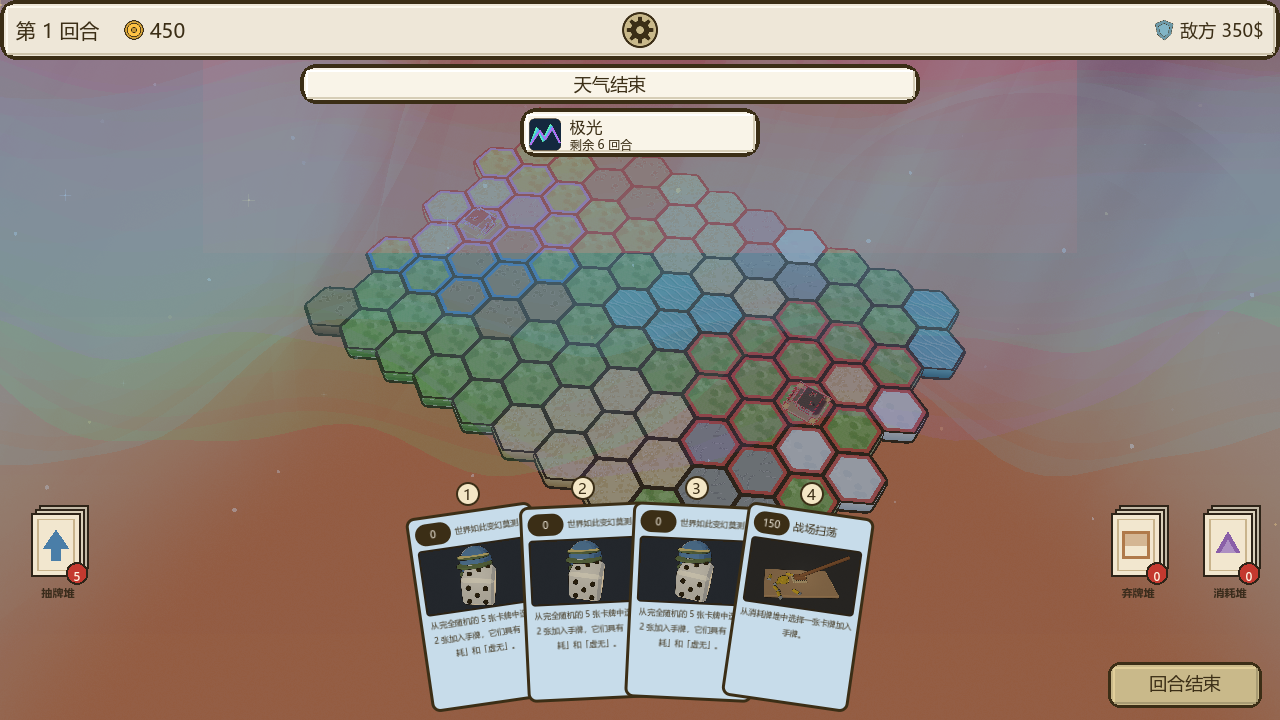 第 1 回合
450
敌方 350$
天气结束
极光
剩余 6 回合
1
2
3
4
0
世界如此变幻莫测
从完全随机的 5 张卡牌中选
2 张加入手牌，它们具有
耗」和「虚无」。
0
世界如此变幻莫测
从完全随机的 5 张卡牌中选
2 张加入手牌，它们具有
耗」和「虚无」。
0
世界如此变幻莫测
从完全随机的 5 张卡牌中选
2 张加入手牌，它们具有
耗」和「虚无」。
150
战场扫荡
从消耗牌堆中选择一张卡牌加入
手牌。
5
抽牌堆
0
弃牌堆
0
消耗堆
回合结束